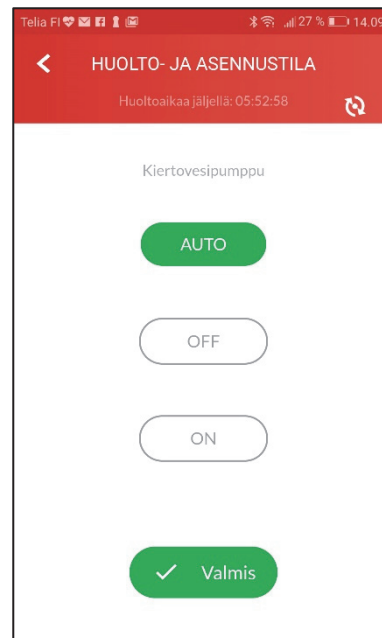 Telia FI 27 % 14.09
HUOLTO- JA ASENNUSTILA
Huoltoaikaa jäljellä: 05:52:58
Kiertovesipumppu
AUTO
OFF
ON
Valmis